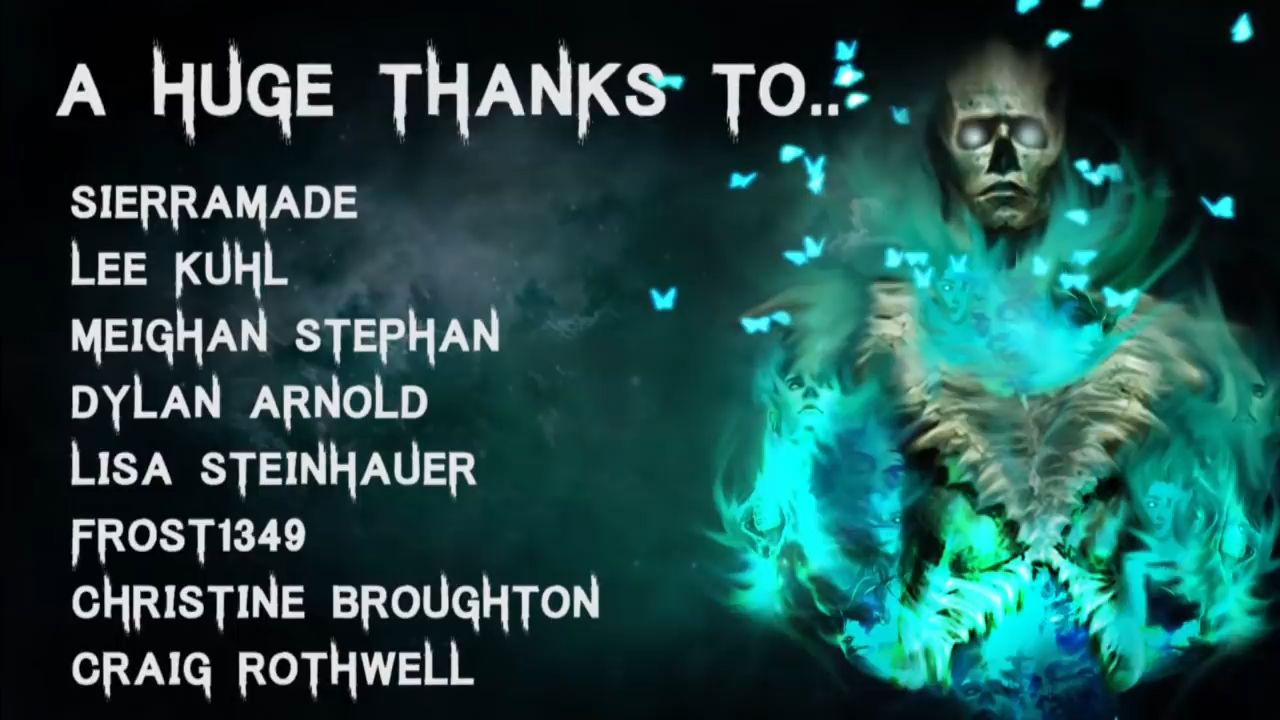 A HUGE THANKS TO..
SIERRAMADE
LEE KUHL
MEIGHAN STEPHAN
DYLAN ARNOLD
LISA STEINHAUER
FROST1349
CHRISTINE BROUGHTON
CRAIG ROTHWELL